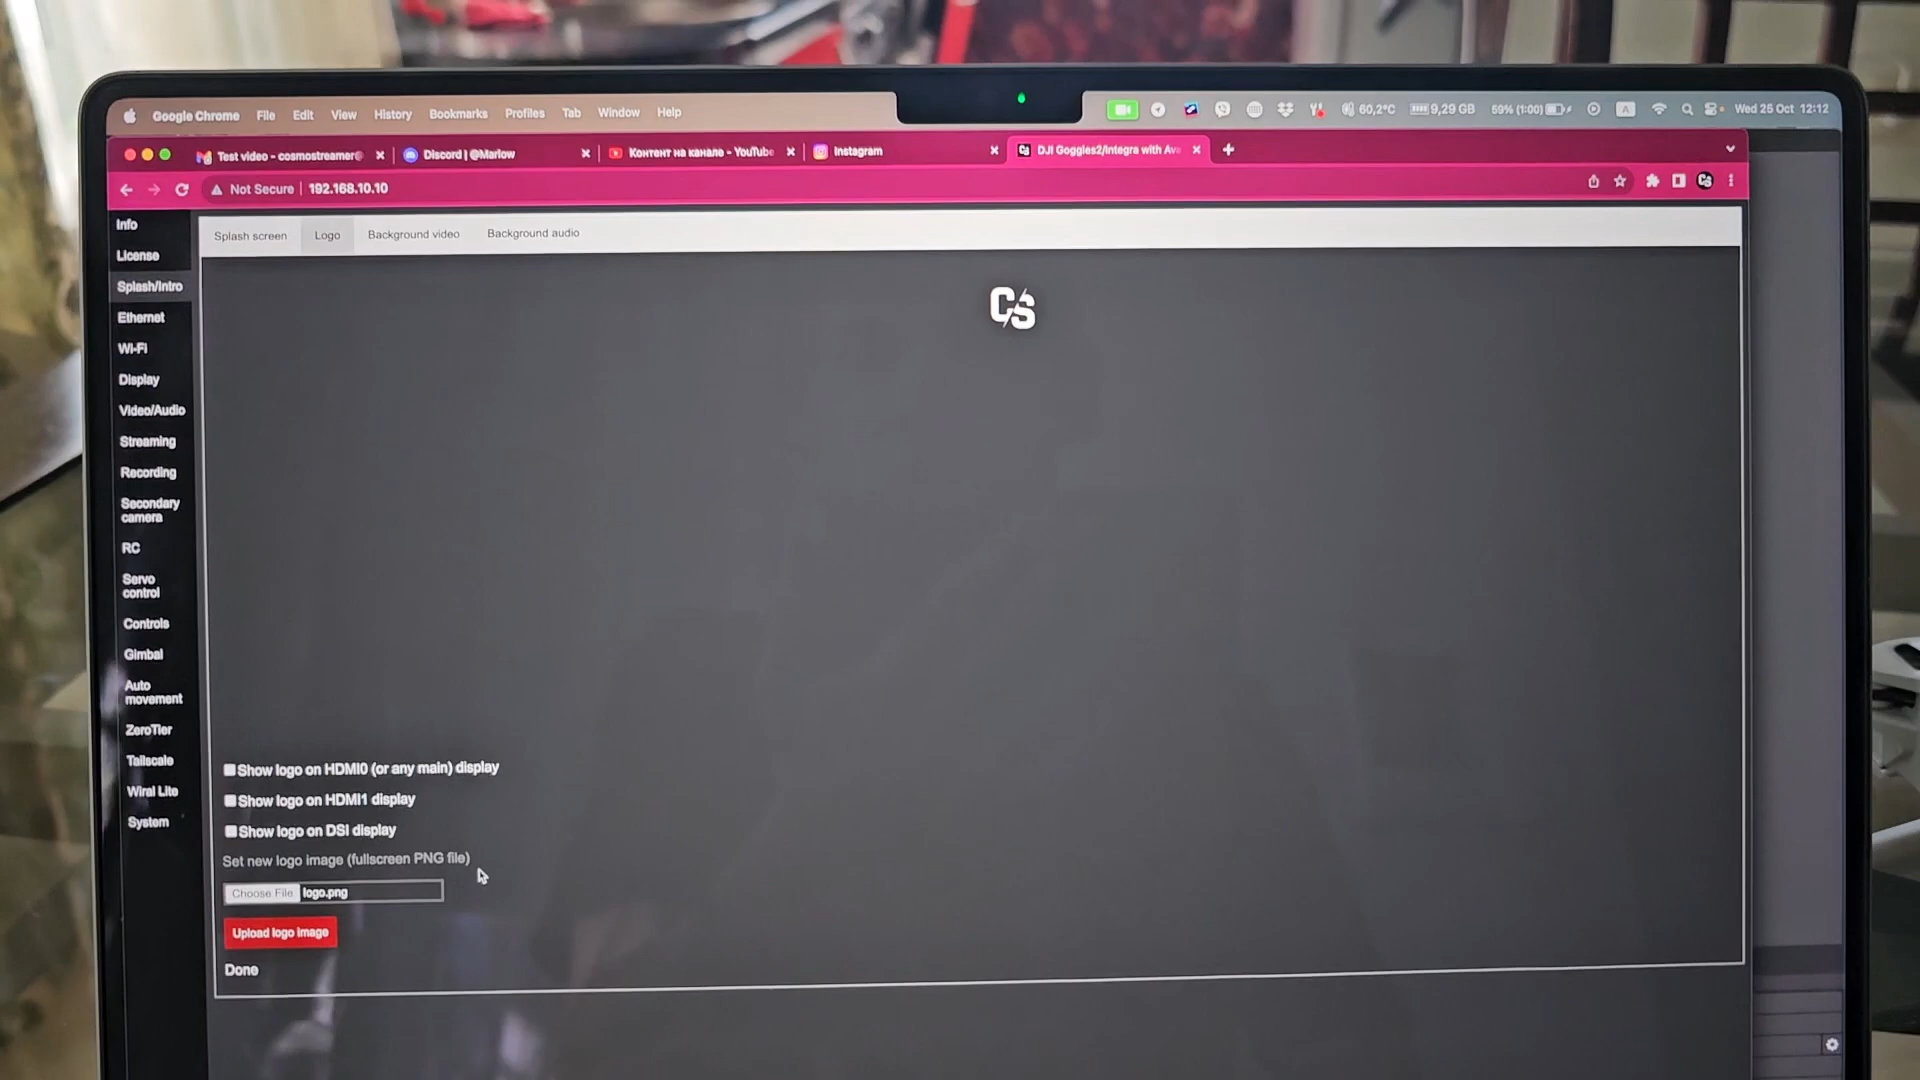 Google Chrome File Edit View History Bookmarks Profiles Tab Window Help 60,2°C 9,29 GB 59% (1:00) A Wed 25 Oct 12:12
Test video - cosmostreamer@ Discord | @Marlow Контент на канале - YouTube Instagram DJI Goggles2/Integra with Ava
Not Secure 192.168.10.10
Splash screen Logo Background video Background audio
Info
License
Splash/Intro
Ethernet
Wi-Fi
Display
Video/Audio
Streaming
Recording
Secondary
camera
RC
Servo
control
Controls
Gimbal
Auto
movement
ZeroTier
Tailscale
Wiral Lite
System
CS
Show logo on HDMI0 (or any main) display
Show logo on HDMI1 display
Show logo on DSI display
Set new logo image (fullscreen PNG file)
Choose File logo.png
Upload logo image
Done